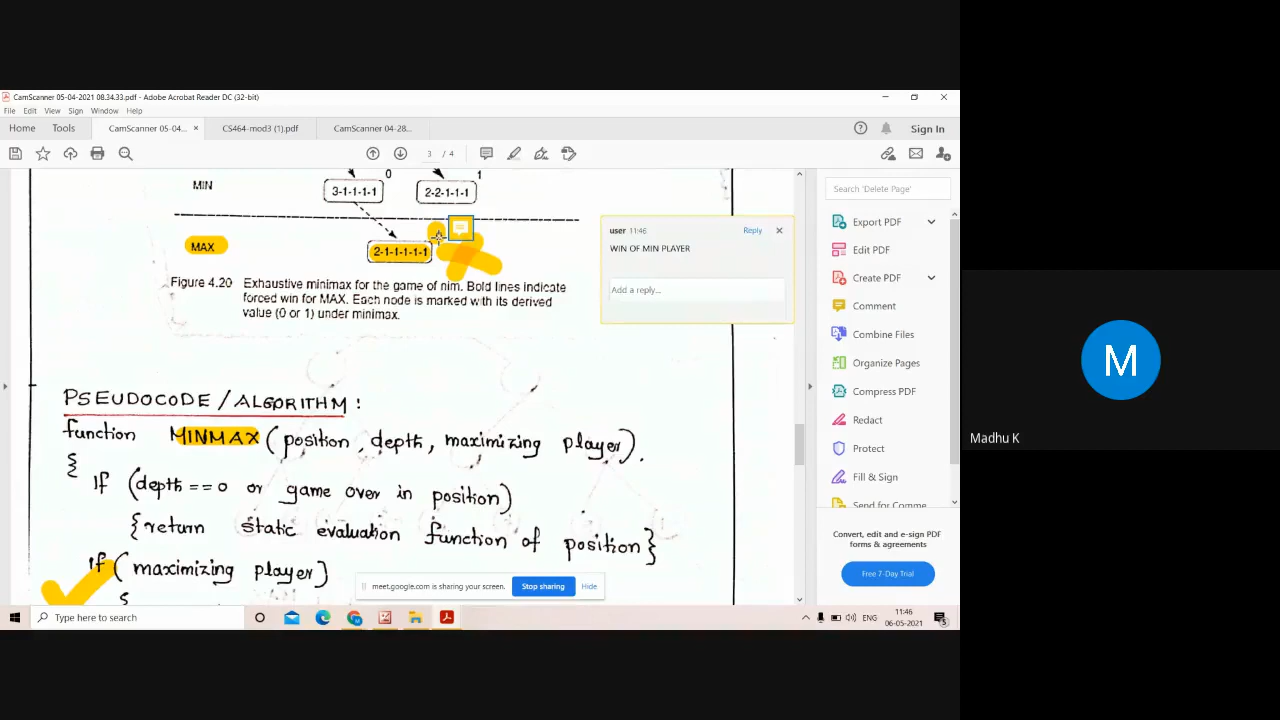 CamScanner 05-04-2021 08.34.33.pdf - Adobe Acrobat Reader DC (32-bit)
File Edit View Sign Window Help
Home Tools CamScanner 05-04... × CS464-mod3 (1).pdf CamScanner 04-28... Sign In
3 / 4
MIN 0 1
3-1-1-1-1 2-2-1-1-1
MAX
2-1-1-1-1-1
Figure 4.20 Exhaustive minimax for the game of nim. Bold lines indicate
forced win for MAX. Each node is marked with its derived
value (0 or 1) under minimax.
user 11:46 Reply
WIN OF MIN PLAYER
Add a reply...
PSEUDOCODE / ALGORITHM :
function MINMAX (position, depth, maximizing player).
{
If (depth == 0 or game over in position)
{return static evaluation function of position}
If ( maximizing player)
{
meet.google.com is sharing your screen. Stop sharing Hide
Search 'Delete Page'
Export PDF
Edit PDF
Create PDF
Comment
Combine Files
Organize Pages
Compress PDF
Redact
Protect
Fill & Sign
Send for Comme
Convert, edit and e-sign PDF
forms & agreements
Free 7-Day Trial
Type here to search
ENG
11:46
06-05-2021
5
M
Madhu K